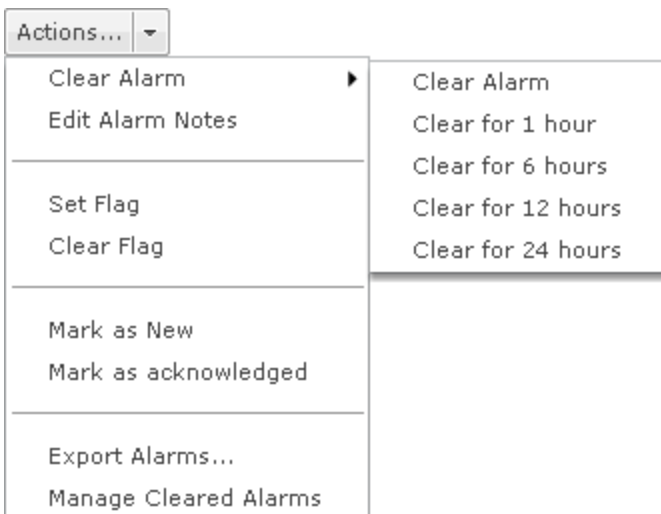 Actions...
Clear Alarm
Edit Alarm Notes
Set Flag
Clear Flag
Mark as New
Mark as acknowledged
Export Alarms...
Manage Cleared Alarms
Clear Alarm
Clear for 1 hour
Clear for 6 hours
Clear for 12 hours
Clear for 24 hours